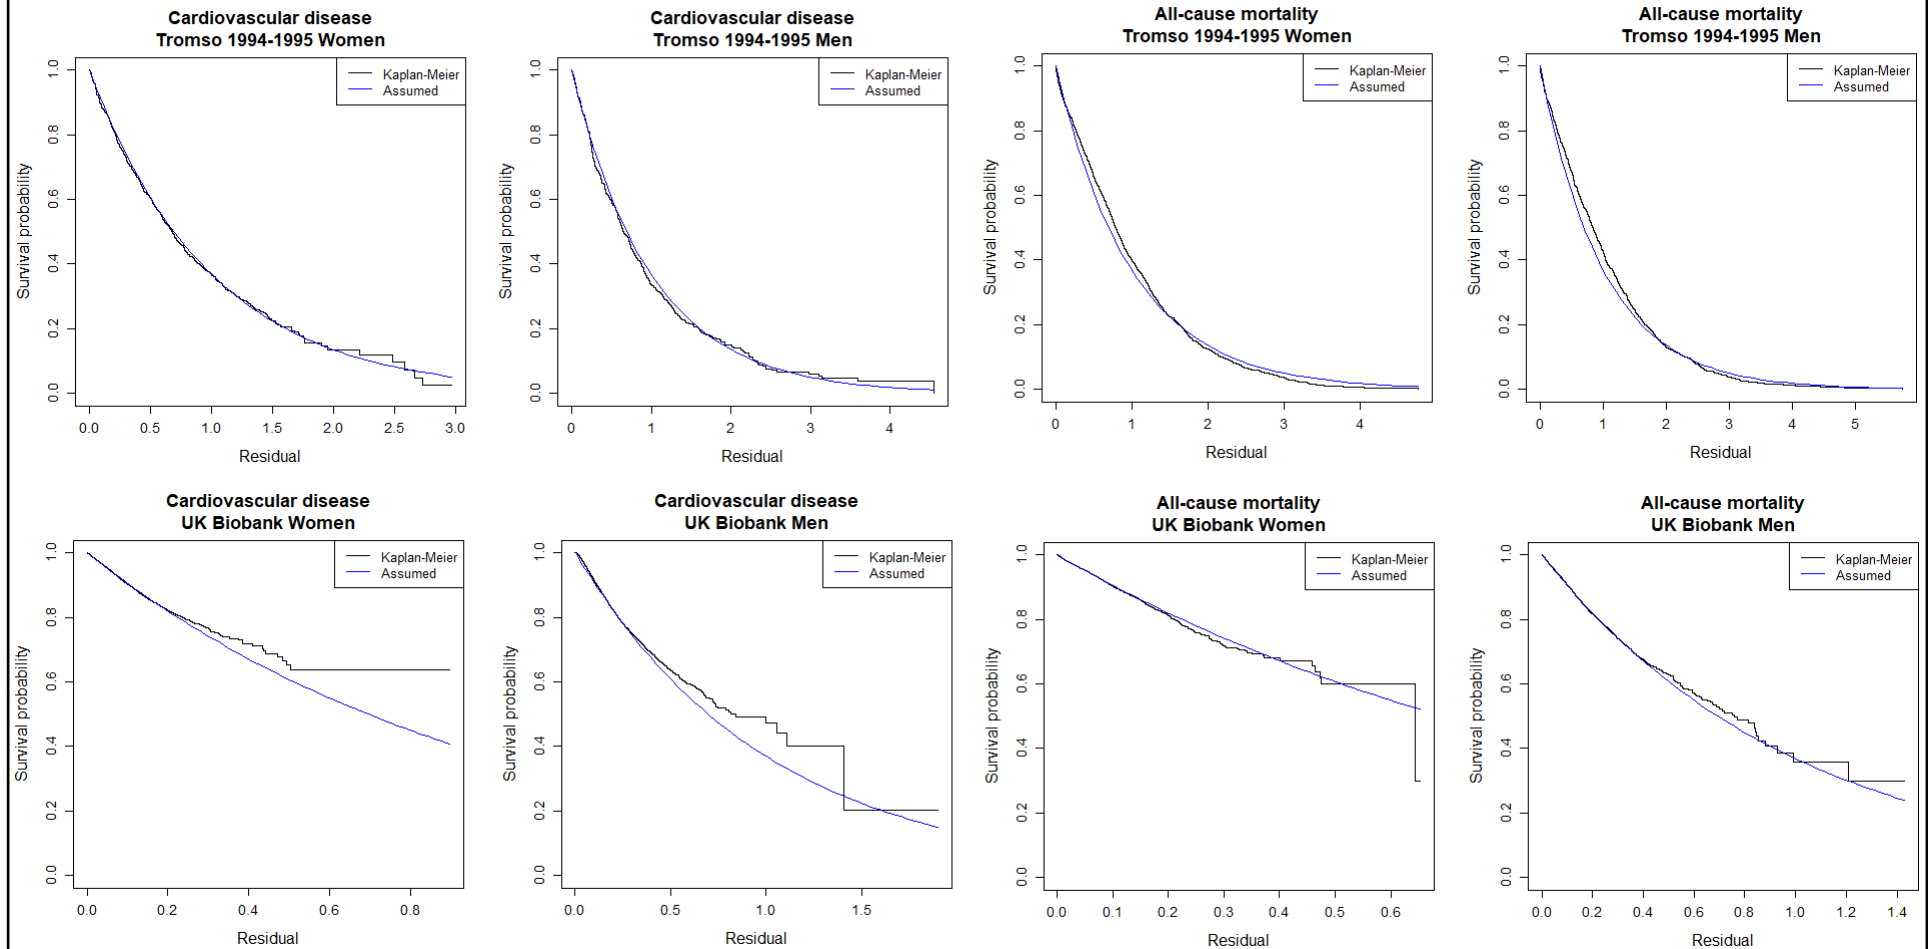 Cardiovascular disease
Tromso 1994-1995 Women
Kaplan-Meier
Assumed
Survival probability
0.0 0.2 0.4 0.6 0.8 1.0
0.0 0.5 1.0 1.5 2.0 2.5 3.0
Residual
Cardiovascular disease
Tromso 1994-1995 Men
Kaplan-Meier
Assumed
Survival probability
0.0 0.2 0.4 0.6 0.8 1.0
0 1 2 3 4
Residual
All-cause mortality
Tromso 1994-1995 Women
Kaplan-Meier
Assumed
Survival probability
0.0 0.2 0.4 0.6 0.8 1.0
0 1 2 3 4
Residual
All-cause mortality
Tromso 1994-1995 Men
Kaplan-Meier
Assumed
Survival probability
0.0 0.2 0.4 0.6 0.8 1.0
0 1 2 3 4 5
Residual
Cardiovascular disease
UK Biobank Women
Kaplan-Meier
Assumed
Survival probability
0.0 0.2 0.4 0.6 0.8 1.0
0.0 0.2 0.4 0.6 0.8
Residual
Cardiovascular disease
UK Biobank Men
Kaplan-Meier
Assumed
Survival probability
0.0 0.2 0.4 0.6 0.8 1.0
0.0 0.5 1.0 1.5
Residual
All-cause mortality
UK Biobank Women
Kaplan-Meier
Assumed
Survival probability
0.0 0.2 0.4 0.6 0.8 1.0
0.0 0.1 0.2 0.3 0.4 0.5 0.6
Residual
All-cause mortality
UK Biobank Men
Kaplan-Meier
Assumed
Survival probability
0.0 0.2 0.4 0.6 0.8 1.0
0.0 0.2 0.4 0.6 0.8 1.0 1.2 1.4
Residual